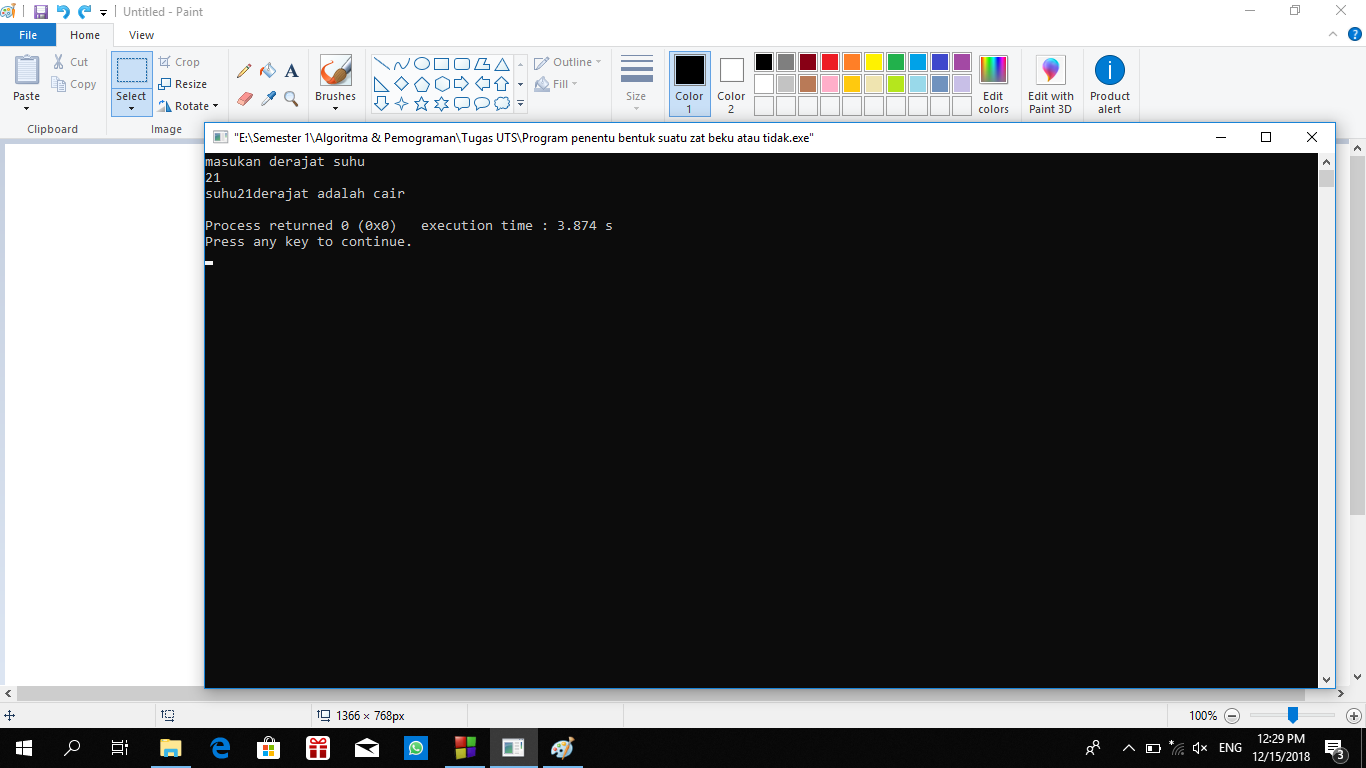 Untitled - Paint
File Home View
Paste
Cut
Copy
Clipboard
Select
Crop
Resize
Rotate
Image
A
Brushes
Outline
Fill
Size
Color 1
Color 2
Edit colors
Edit with Paint 3D
Product alert
"E:\Semester 1\Algoritma & Pemograman\Tugas UTS\Program penentu bentuk suatu zat beku atau tidak.exe"
masukan derajat suhu
21
suhu21derajat adalah cair
Process returned 0 (0x0)   execution time : 3.874 s
Press any key to continue.
1366 × 768px
100%
ENG
12:29 PM
12/15/2018
3